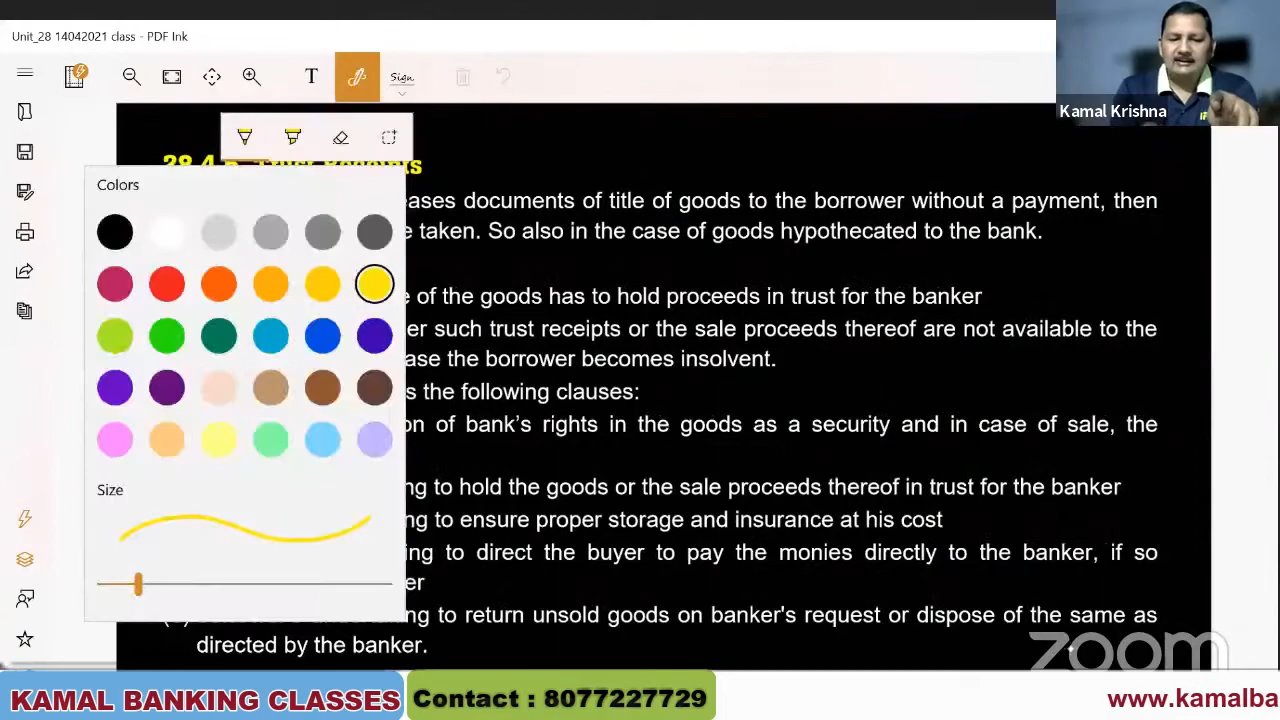 Unit_28 14042021 class - PDF Ink
T
Sign
Kamal Krishna
28.4 Trust Receipts
Colors
eases documents of title of goods to the borrower without a payment, then
e taken. So also in the case of goods hypothecated to the bank.
e of the goods has to hold proceeds in trust for the banker
er such trust receipts or the sale proceeds thereof are not available to the
ase the borrower becomes insolvent.
s the following clauses:
on of bank's rights in the goods as a security and in case of sale, the
Size
ng to hold the goods or the sale proceeds thereof in trust for the banker
ng to ensure proper storage and insurance at his cost
ing to direct the buyer to pay the monies directly to the banker, if so
er
ing to return unsold goods on banker's request or dispose of the same as
directed by the banker.
zoom
KAMAL BANKING CLASSES
Contact : 8077227729
www.kamalba